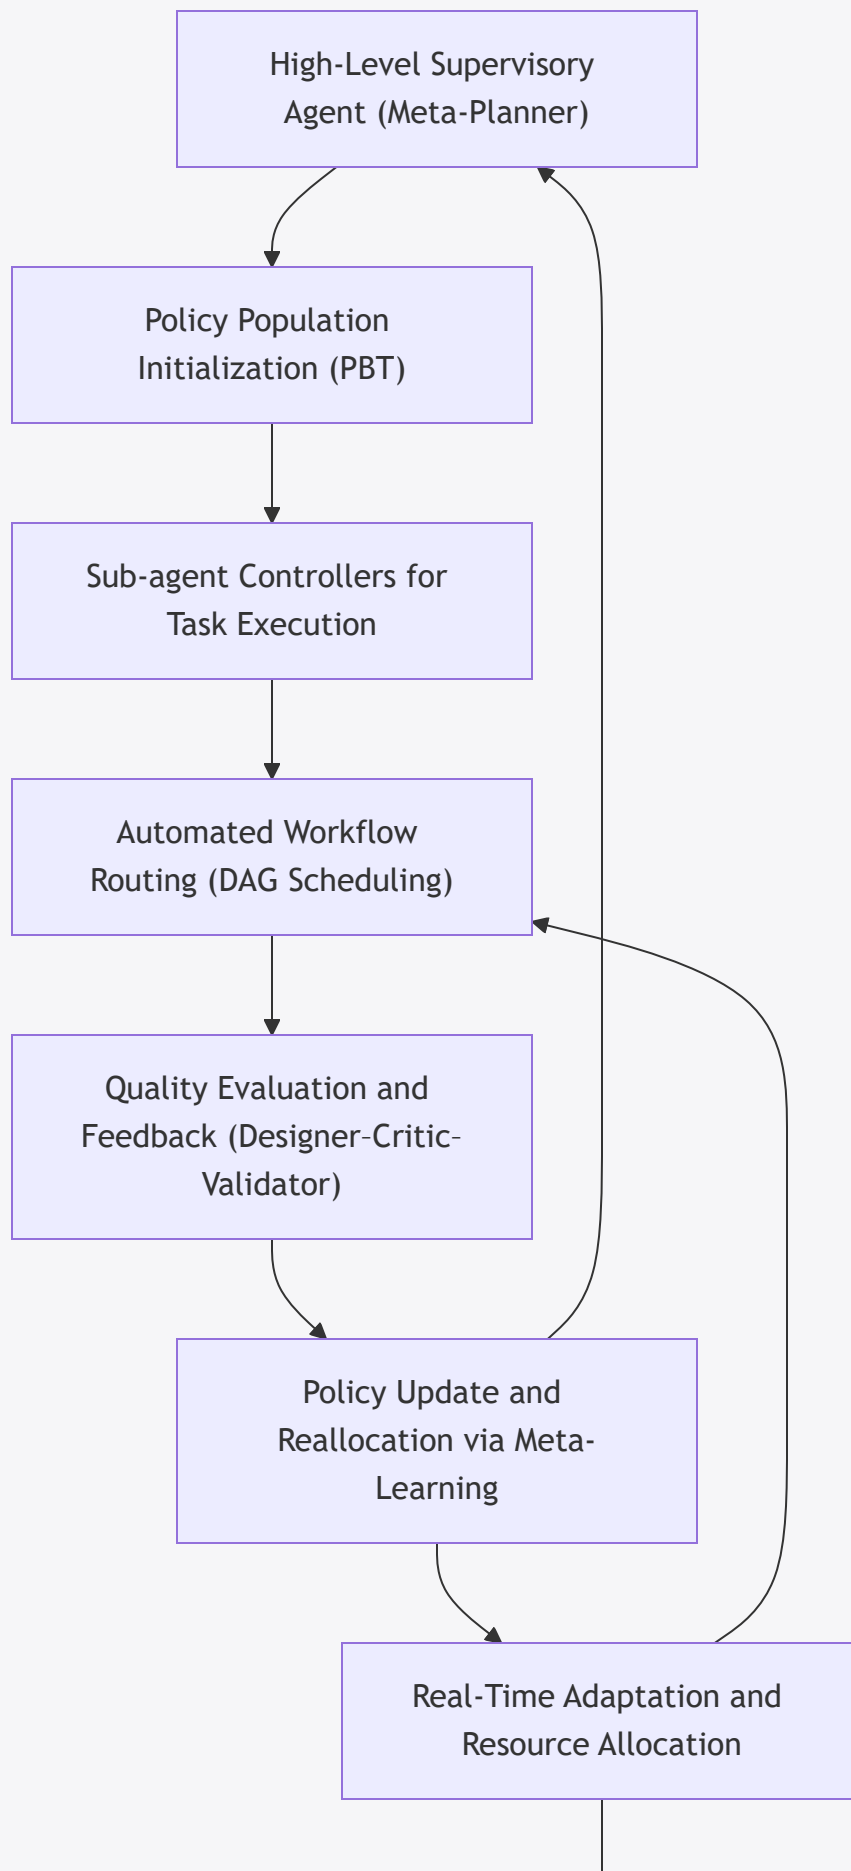 High-Level Supervisory
Agent (Meta-Planner)
Policy Population
Initialization (PBT)
Sub-agent Controllers for
Task Execution
Automated Workflow
Routing (DAG Scheduling)
Quality Evaluation and
Feedback (Designer–Critic–
Validator)
Policy Update and
Reallocation via Meta-
Learning
Real-Time Adaptation and
Resource Allocation